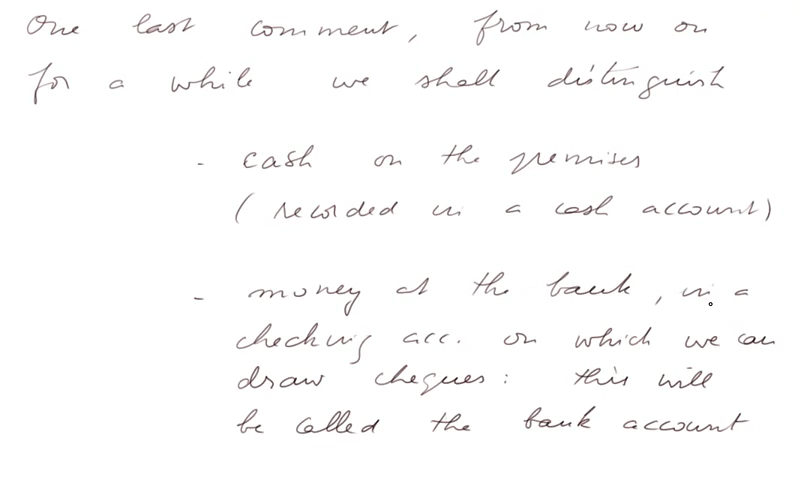 One last comment, from now on
for a while we shall distinguish
- cash on the premises
(recorded in a cash account)
- money at the bank, in a
checking acc. on which we can
draw cheques: this will
be called the bank account